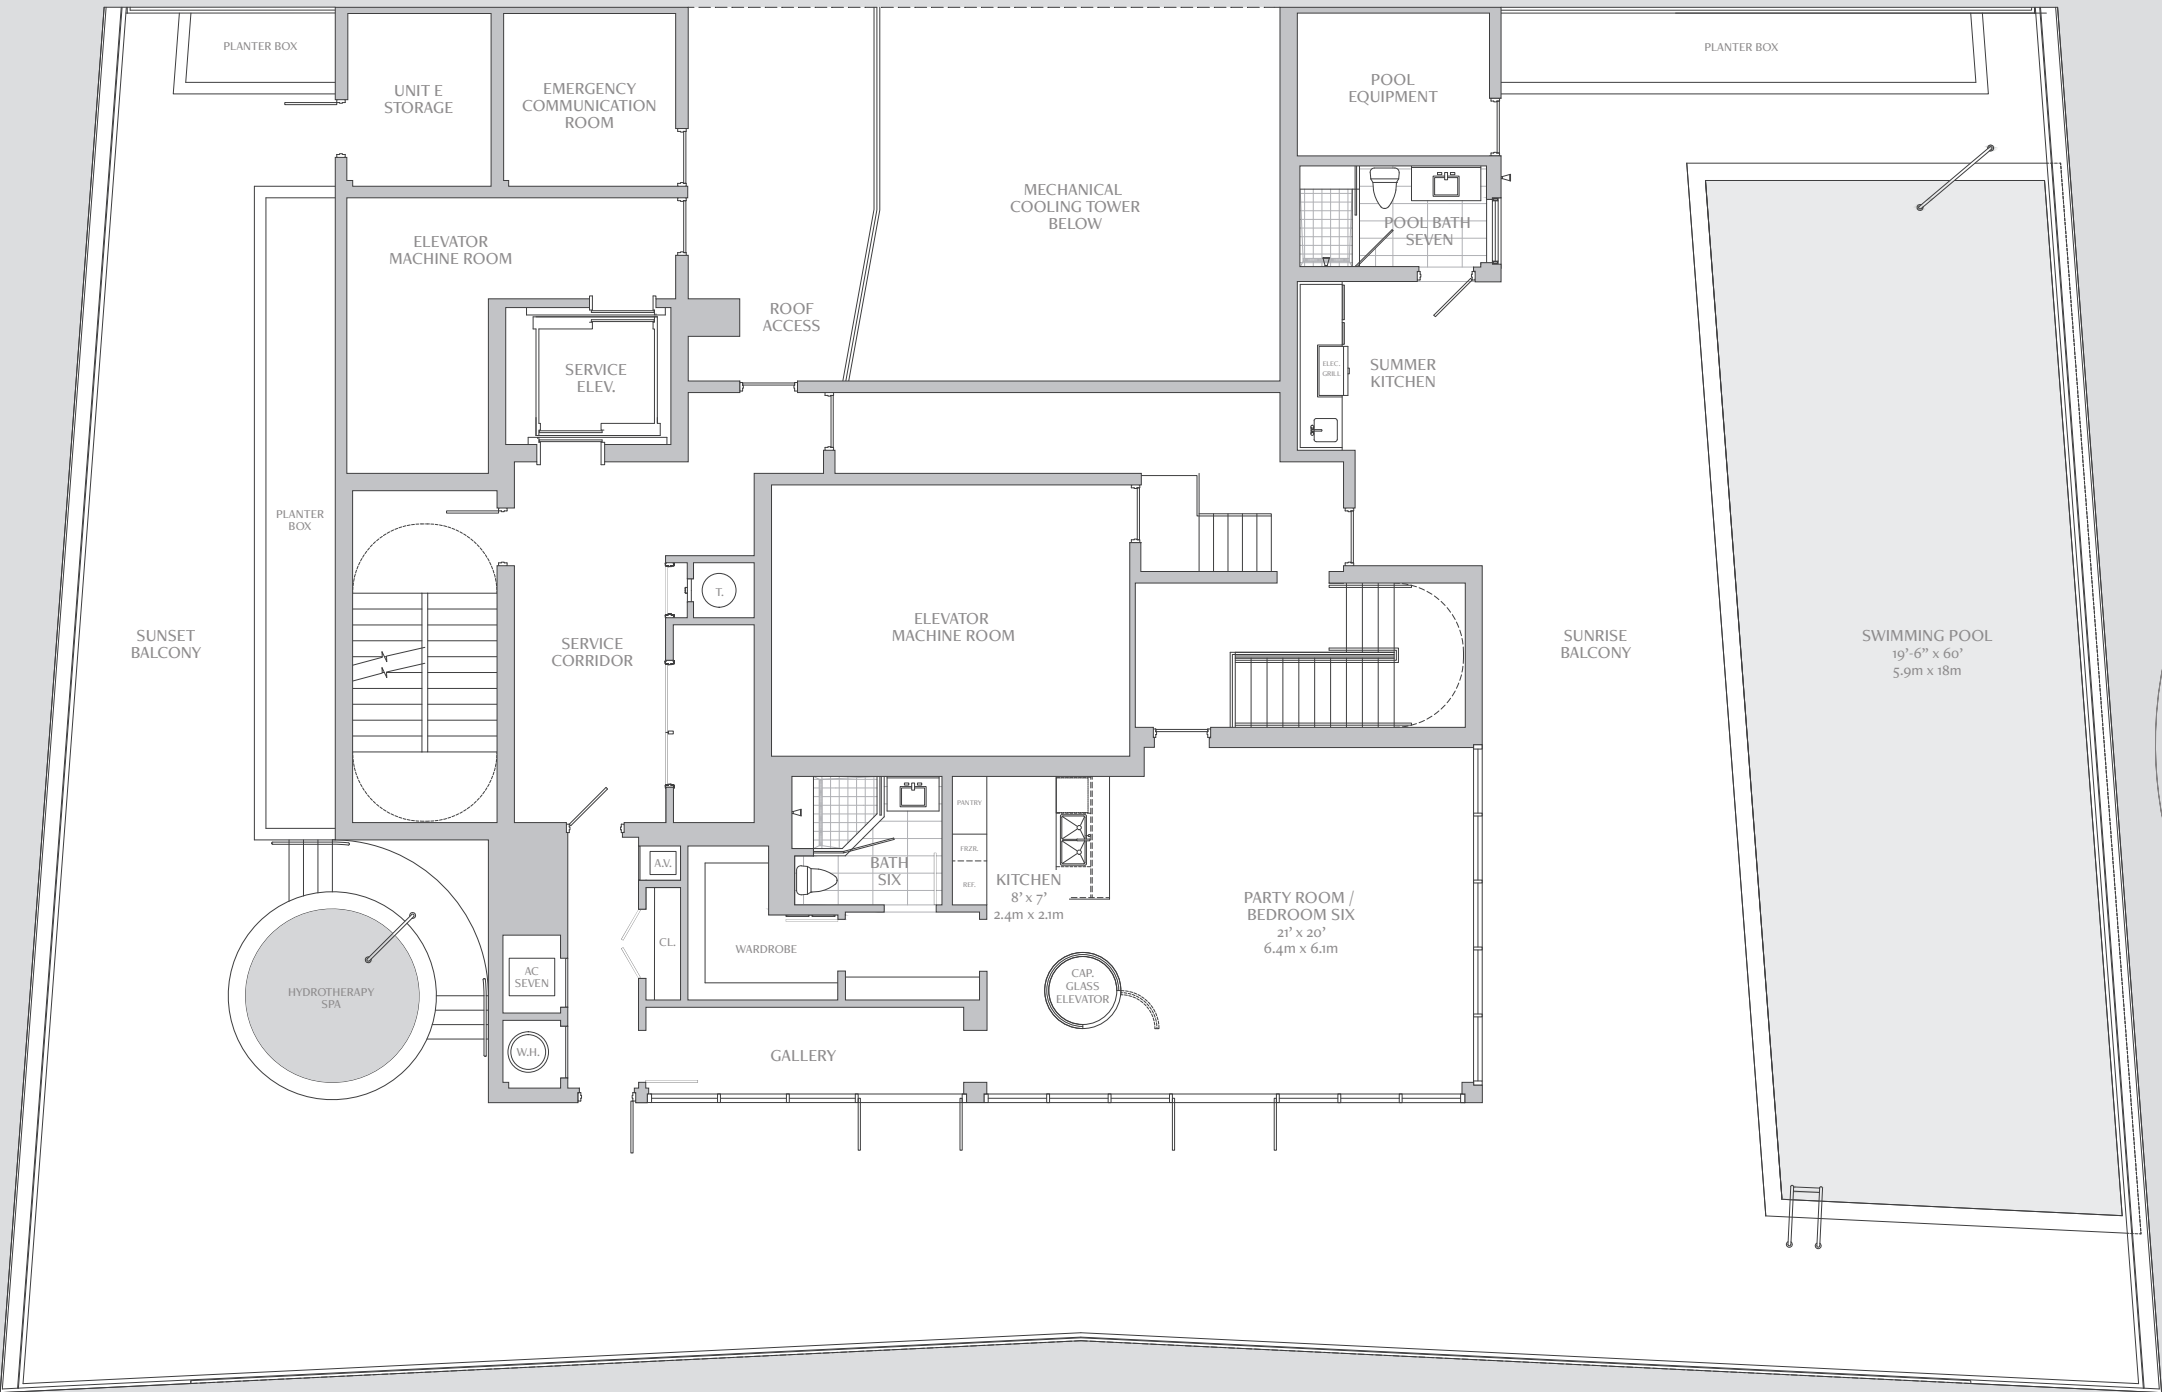 PLANTER BOX
UNIT E
STORAGE
EMERGENCY
COMMUNICATION
ROOM
POOL
EQUIPMENT
PLANTER BOX
MECHANICAL
COOLING TOWER
BELOW
POOL BATH
SEVEN
ELEVATOR
MACHINE ROOM
ROOF
ACCESS
SERVICE
ELEV.
ELEC.
GRILL
SUMMER
KITCHEN
PLANTER
BOX
T.
SUNSET
BALCONY
SERVICE
CORRIDOR
ELEVATOR
MACHINE ROOM
SUNRISE
BALCONY
SWIMMING POOL
19'-6" x 60'
5.9m x 18m
PANTRY
FRZR.
REF.
A.V.
BATH
SIX
KITCHEN
8' x 7'
2.4m x 2.1m
PARTY ROOM /
BEDROOM SIX
21' x 20'
6.4m x 6.1m
CL.
WARDROBE
AC
SEVEN
CAP.
GLASS
ELEVATOR
HYDROTHERAPY
SPA
W.H.
GALLERY